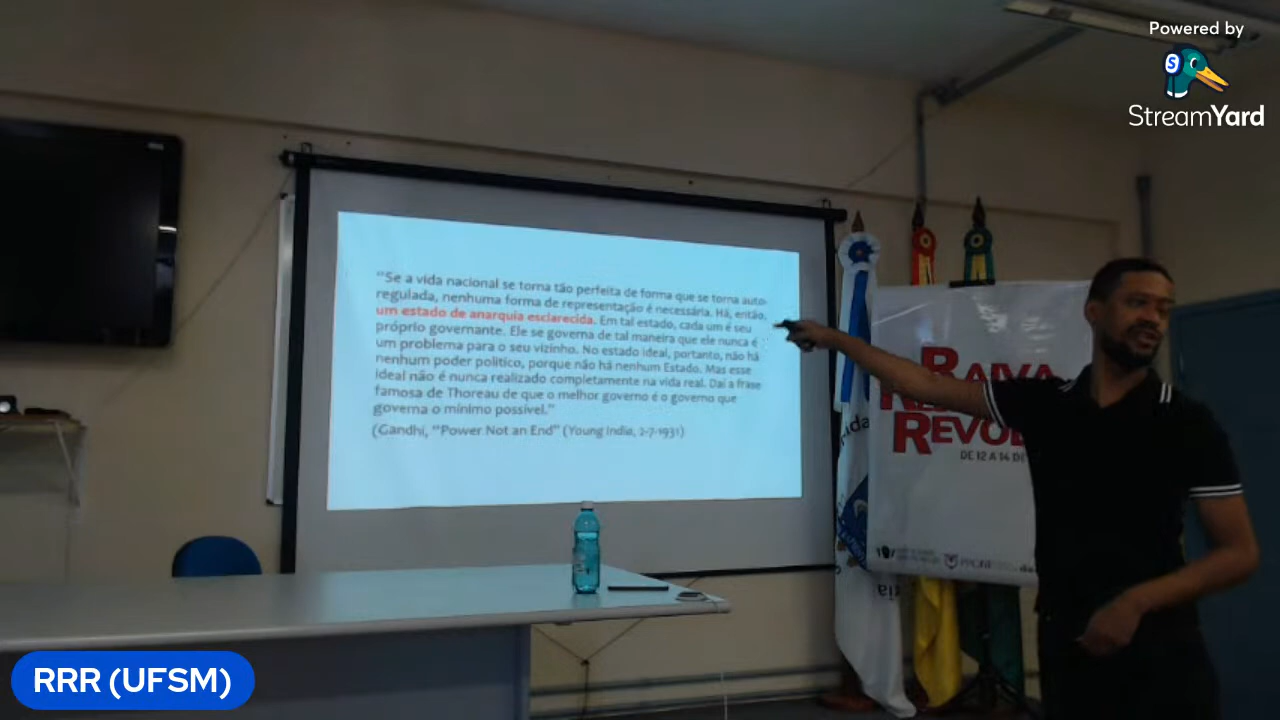 Powered by
StreamYard
“Se a vida nacional se torna tão perfeita de forma que se torna auto-
regulada, nenhuma forma de representação é necessária. Há, então,
um estado de anarquia esclarecida. Em tal estado, cada um é seu
próprio governante. Ele se governa de tal maneira que ele nunca é
um problema para o seu vizinho. No estado ideal, portanto, não há
nenhum poder político, porque não há nenhum Estado. Mas esse
ideal não é nunca realizado completamente na vida real. Daí a frase
famosa de Thoreau de que o melhor governo é o governo que
governa o mínimo possível.”
(Gandhi, “Power Not an End” (Young India, 2-7-1931)
RAIVA
REVOL
DE 12 A 14 DE
RRR (UFSM)